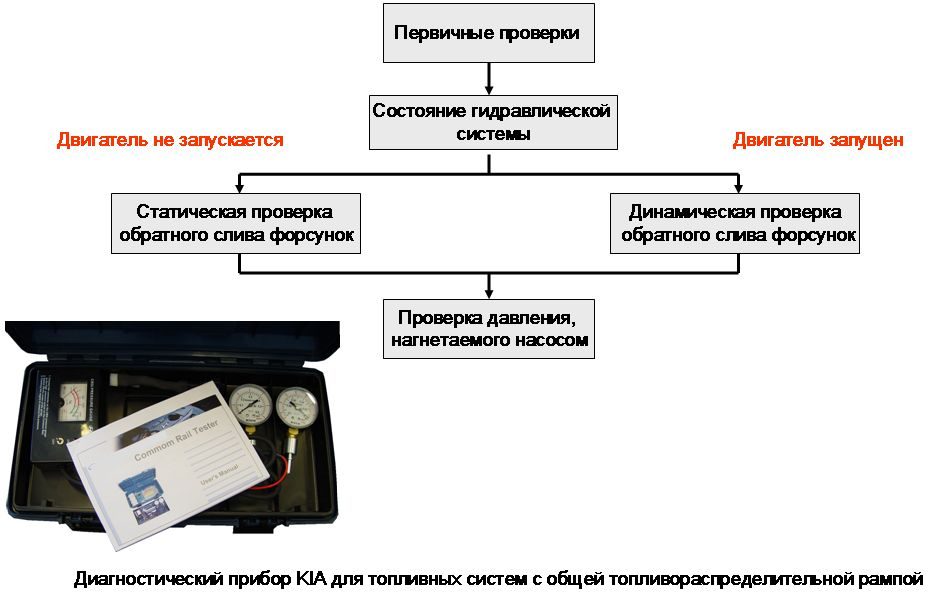 Первичные проверки
Состояние гидравлической
системы
Двигатель не запускается
Двигатель запущен
Статическая проверка
обратного слива форсунок
Динамическая проверка
обратного слива форсунок
Проверка давления,
нагнетаемого насосом
Commom Rail Tester
User's Manual
Диагностический прибор KIA для топливных систем с общей топливораспределительной рампой